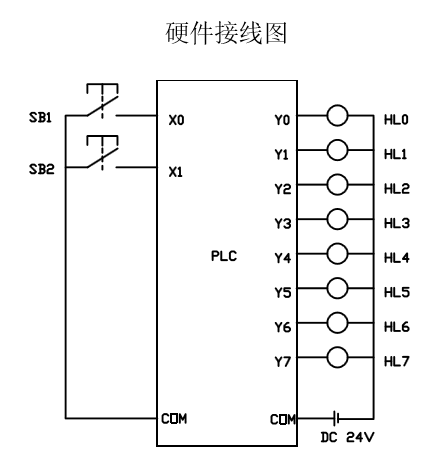 硬件接线图
SB1 X0 Y0 HL0
Y1 HL1
SB2 X1 Y2 HL2
Y3 HL3
PLC Y4 HL4
Y5 HL5
Y6 HL6
Y7 HL7
COM COM
DC 24V